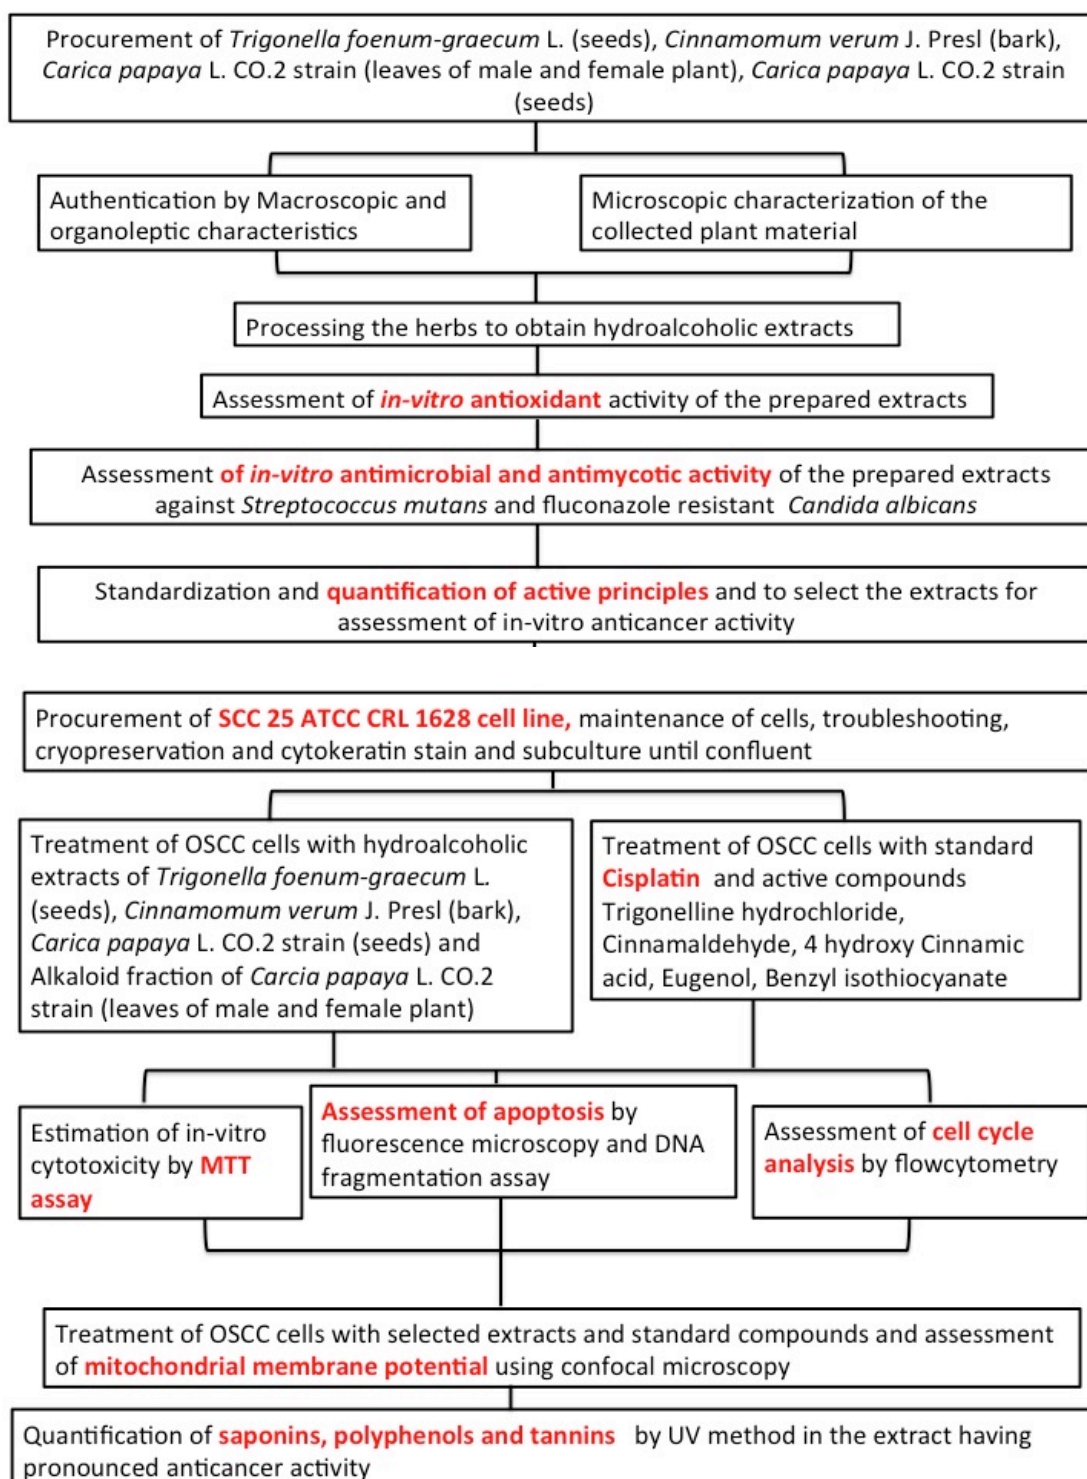 Procurement of Trigonella foenum-graecum L. (seeds), Cinnamomum verum J. Presl (bark),
Carica papaya L. CO.2 strain (leaves of male and female plant), Carica papaya L. CO.2 strain
(seeds)
Authentication by Macroscopic and
organoleptic characteristics
Microscopic characterization of the
collected plant material
Processing the herbs to obtain hydroalcoholic extracts
Assessment of in-vitro antioxidant activity of the prepared extracts
Assessment of in-vitro antimicrobial and antimycotic activity of the prepared extracts
against Streptococcus mutans and fluconazole resistant Candida albicans
Standardization and quantification of active principles and to select the extracts for
assessment of in-vitro anticancer activity
Procurement of SCC 25 ATCC CRL 1628 cell line, maintenance of cells, troubleshooting,
cryopreservation and cytokeratin stain and subculture until confluent
Treatment of OSCC cells with hydroalcoholic
extracts of Trigonella foenum-graecum L.
(seeds), Cinnamomum verum J. Presl (bark),
Carica papaya L. CO.2 strain (seeds) and
Alkaloid fraction of Carcia papaya L. CO.2
strain (leaves of male and female plant)
Treatment of OSCC cells with standard
Cisplatin and active compounds
Trigonelline hydrochloride,
Cinnamaldehyde, 4 hydroxy Cinnamic
acid, Eugenol, Benzyl isothiocyanate
Estimation of in-vitro
cytotoxicity by MTT
assay
Assessment of apoptosis by
fluorescence microscopy and DNA
fragmentation assay
Assessment of cell cycle
analysis by flowcytometry
Treatment of OSCC cells with selected extracts and standard compounds and assessment
of mitochondrial membrane potential using confocal microscopy
Quantification of saponins, polyphenols and tannins by UV method in the extract having
pronounced anticancer activity